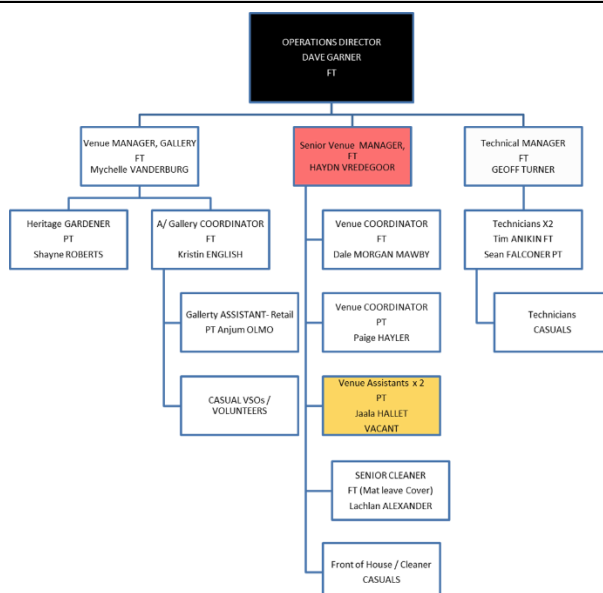 OPERATIONS DIRECTOR
DAVE GARNER
FT
Venue MANAGER, GALLERY
FT
Mychelle VANDERBURG
Senior Venue MANAGER,
FT
HAYDN VREDEGOOR
Technical MANAGER
FT
GEOFF TURNER
Heritage GARDENER
PT
Shayne ROBERTS
A/ Gallery COORDINATOR
FT
Kristin ENGLISH
Venue COORDINATOR
FT
Dale MORGAN MAWBY
Technicians X2
Tim ANIKIN FT
Sean FALCONER PT
Gallerty ASSISTANT- Retail
PT Anjum OLMO
Venue COORDINATOR
PT
Paige HAYLER
Technicians
CASUALS
CASUAL VSOs /
VOLUNTEERS
Venue Assistants x 2
PT
Jaala HALLET
VACANT
SENIOR CLEANER
FT (Mat leave Cover)
Lachlan ALEXANDER
Front of House / Cleaner
CASUALS